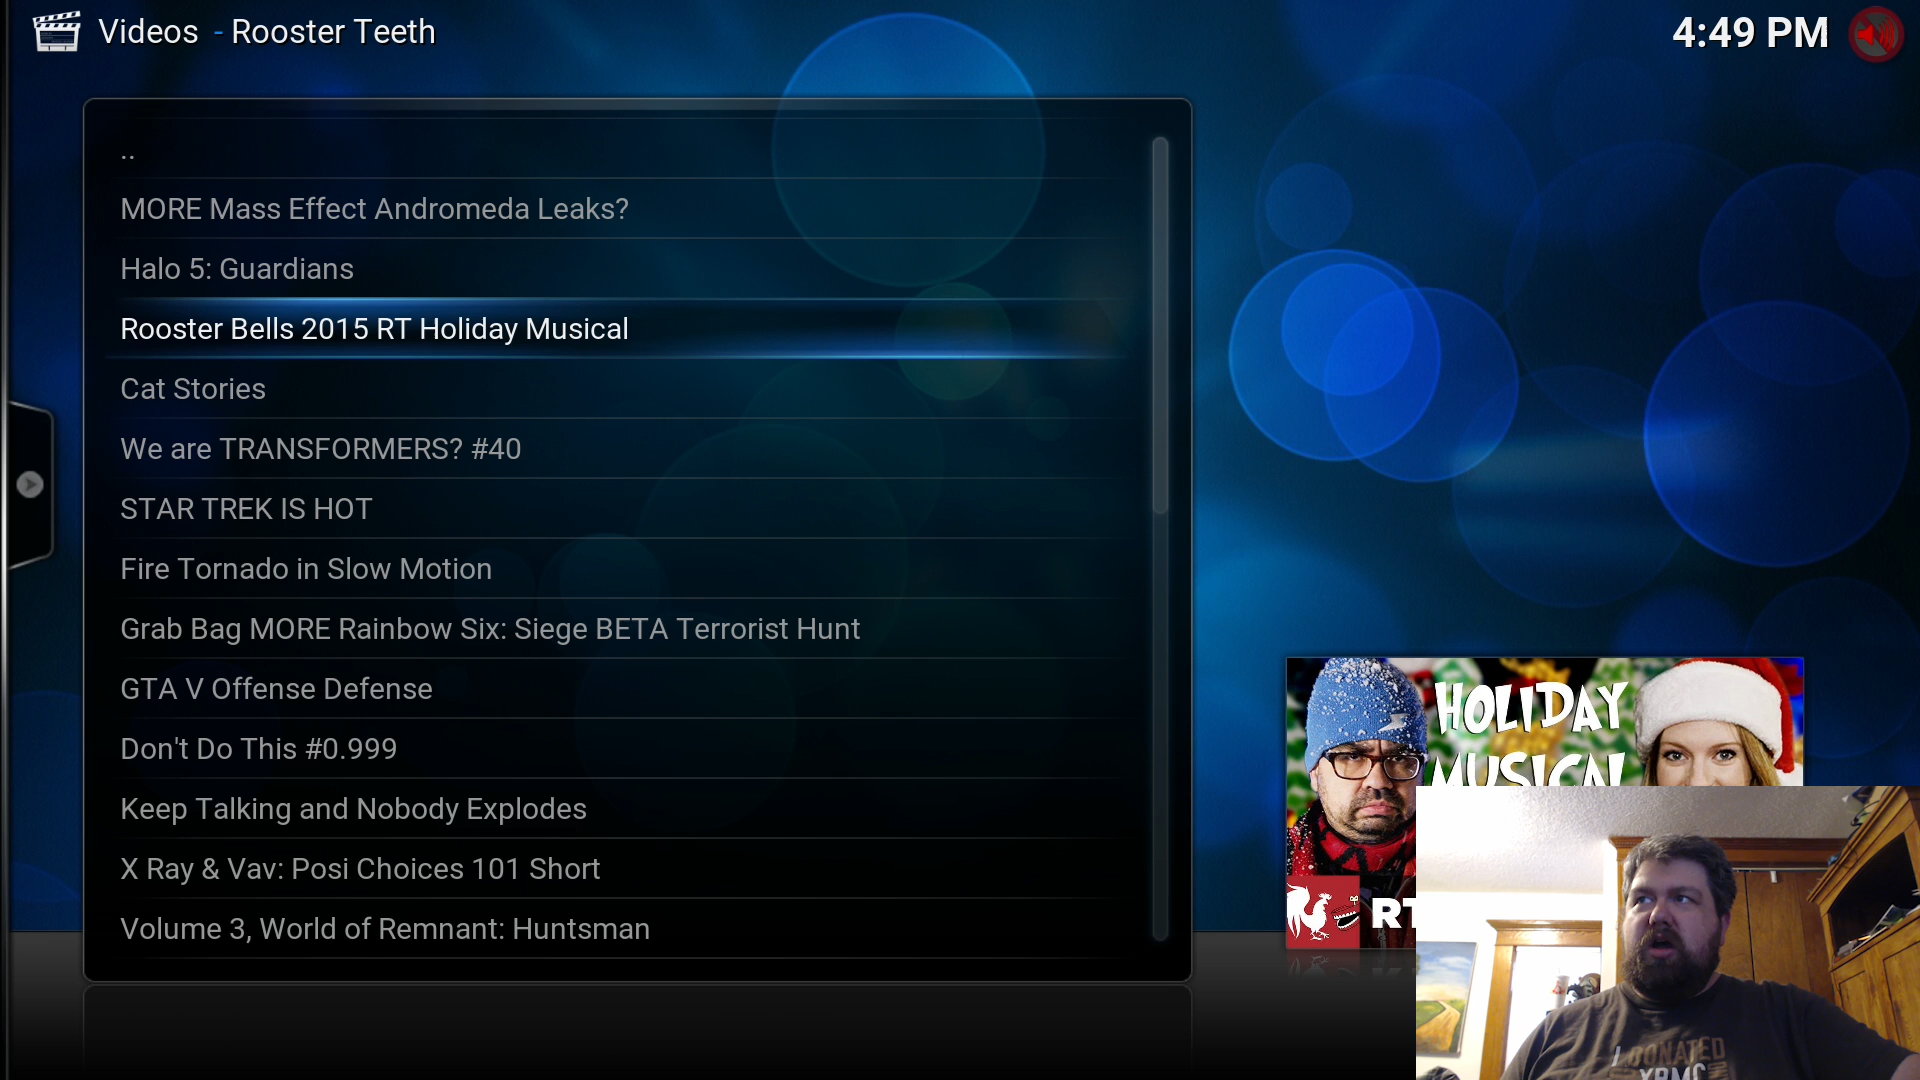 Videos - Rooster Teeth
4:49 PM
..
MORE Mass Effect Andromeda Leaks?
Halo 5: Guardians
Rooster Bells 2015 RT Holiday Musical
Cat Stories
We are TRANSFORMERS? #40
STAR TREK IS HOT
Fire Tornado in Slow Motion
Grab Bag MORE Rainbow Six: Siege BETA Terrorist Hunt
GTA V Offense Defense
Don't Do This #0.999
Keep Talking and Nobody Explodes
X Ray & Vav: Posi Choices 101 Short
Volume 3, World of Remnant: Huntsman
HOLIDAY
MUSICAL
RT
I DONATED
XBMC